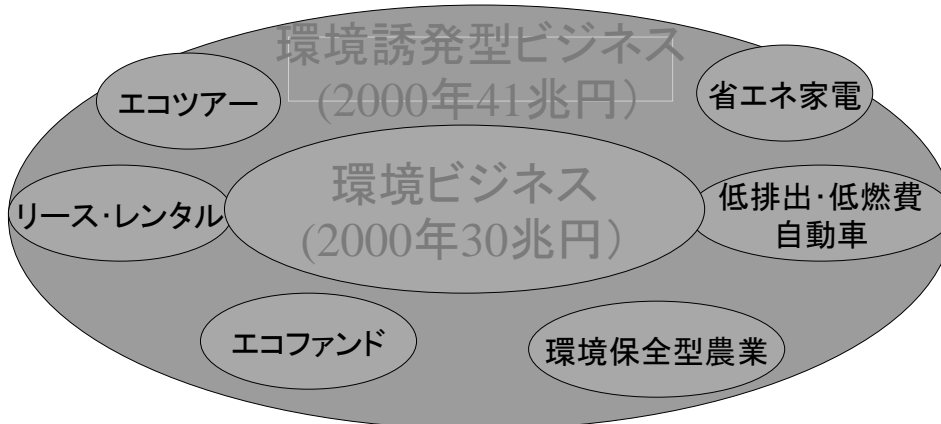 環境誘発型ビジネス
(2000年41兆円)
エコツアー
省エネ家電
環境ビジネス
(2000年30兆円)
リース・レンタル
低排出・低燃費
自動車
エコファンド
環境保全型農業